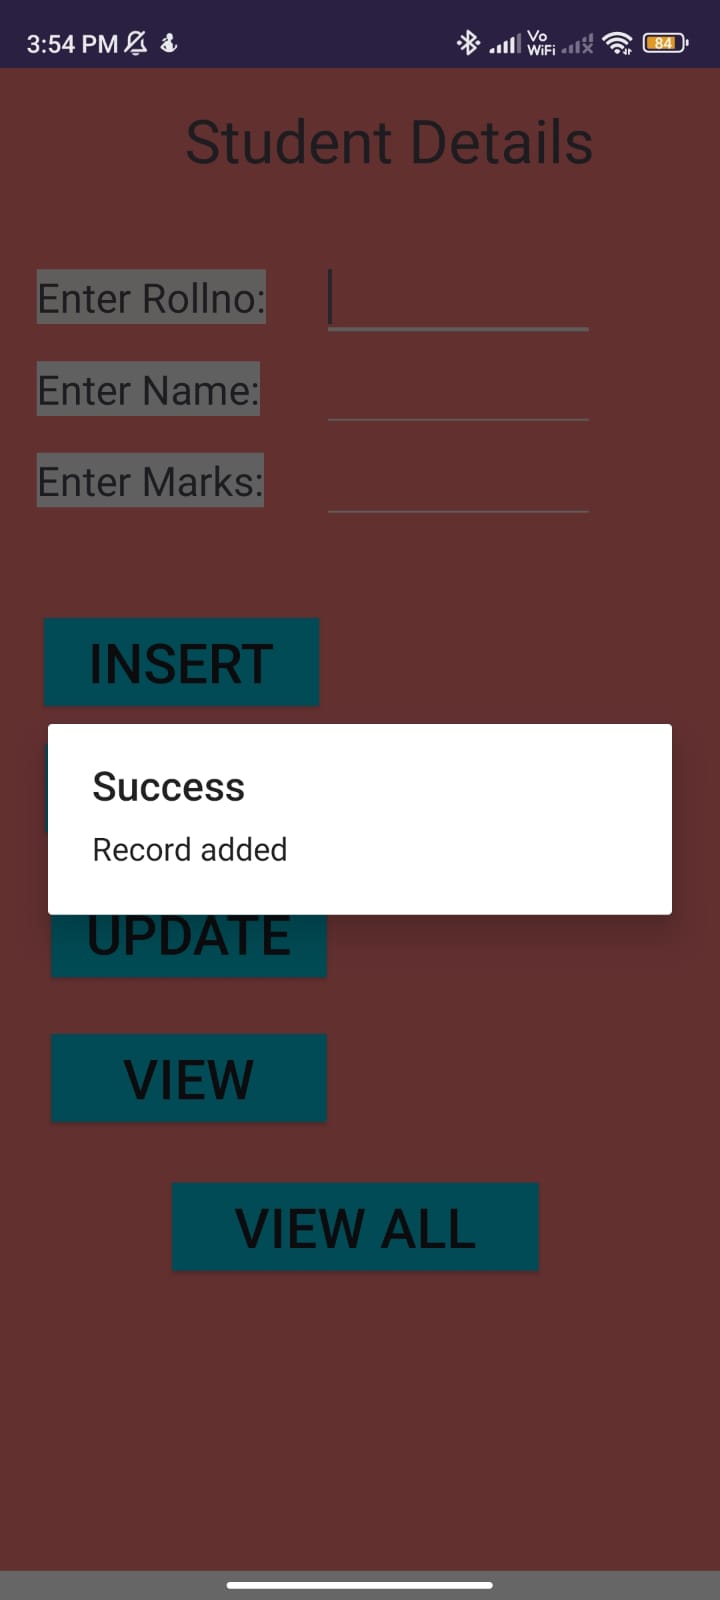 3:54 PM
Vo
WiFi
84
Student Details
Enter Rollno:
Enter Name:
Enter Marks:
INSERT
Success
Record added
UPDATE
VIEW
VIEW ALL